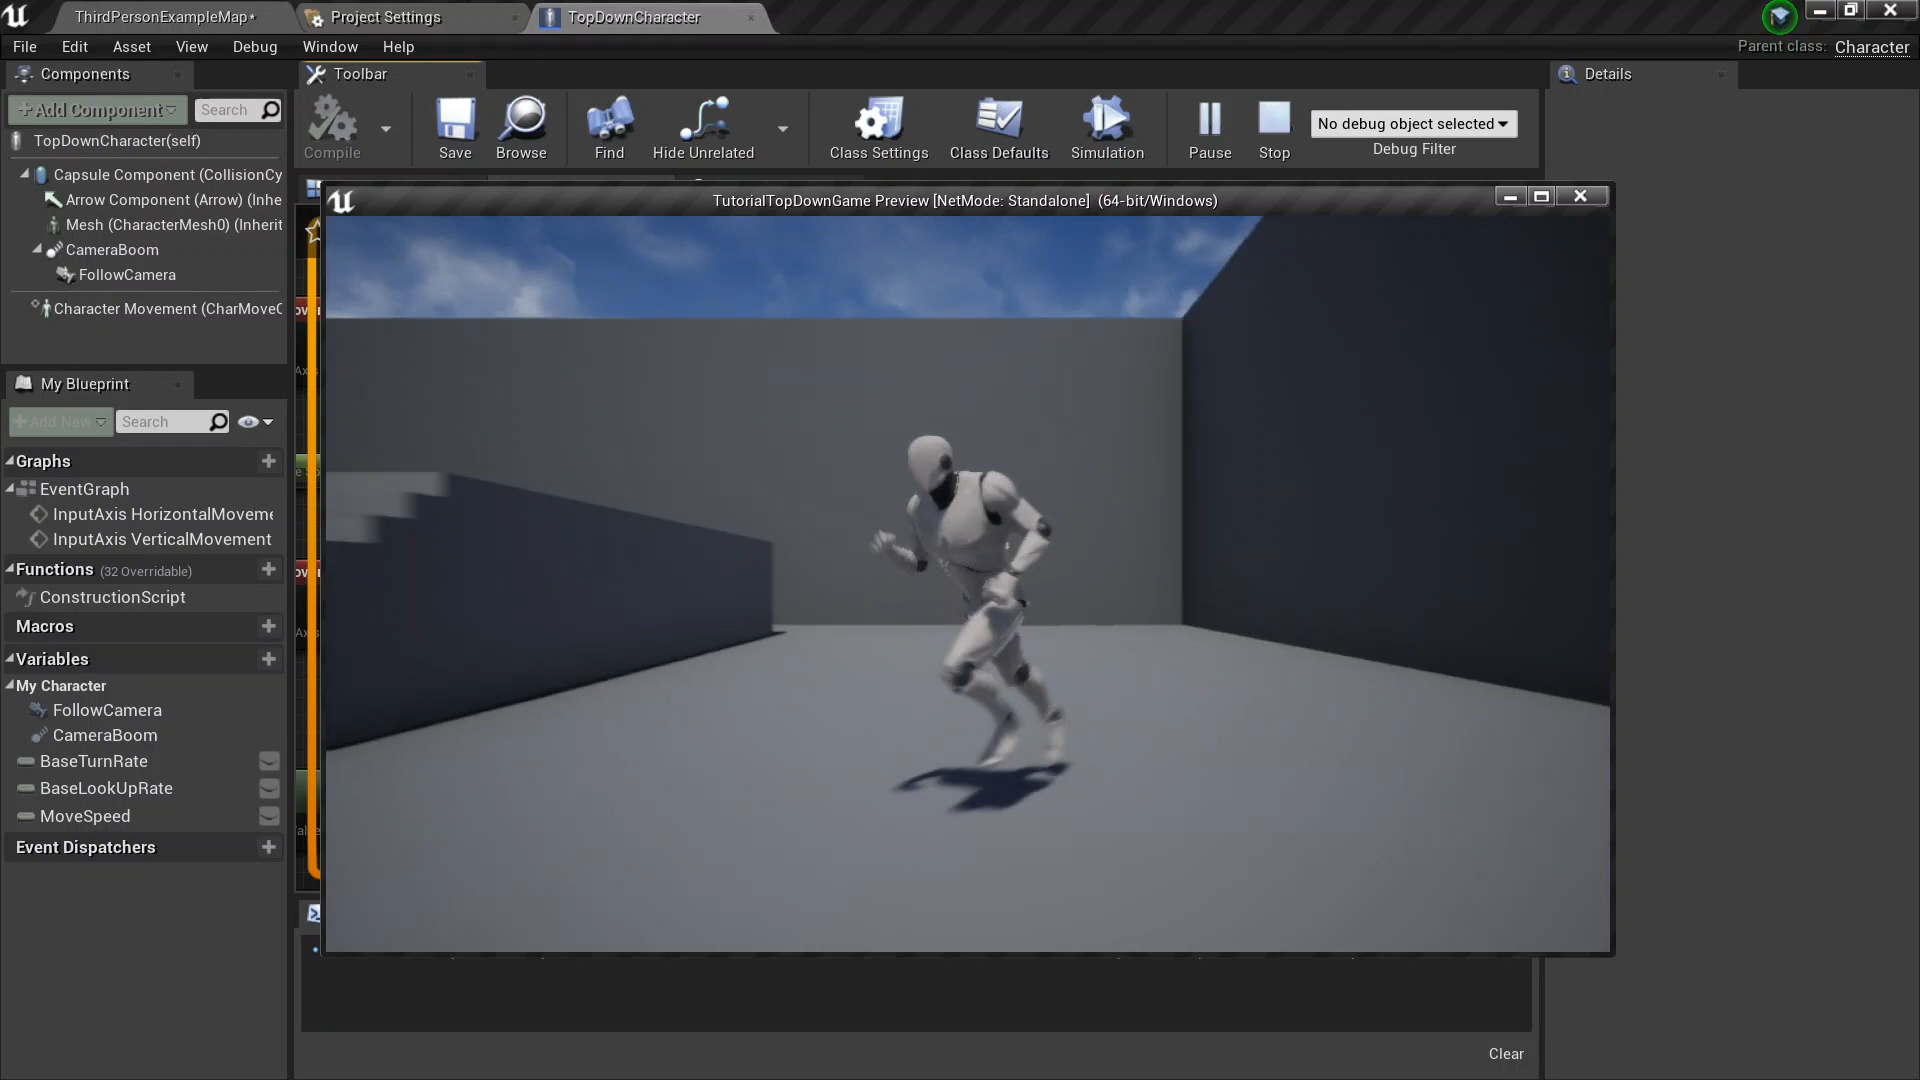 ThirdPersonExampleMap*
Project Settings
TopDownCharacter
File Edit Asset View Debug Window Help
Parent class: Character
Components
Toolbar
Details
Add Component
Search
TopDownCharacter(self)
Capsule Component (CollisionCy
Arrow Component (Arrow) (Inhe
Mesh (CharacterMesh0) (Inherit
CameraBoom
FollowCamera
Character Movement (CharMoveC
Compile
Save
Browse
Find
Hide Unrelated
Class Settings
Class Defaults
Simulation
Pause
Stop
No debug object selected
Debug Filter
TutorialTopDownGame Preview [NetMode: Standalone] (64-bit/Windows)
My Blueprint
Add New
Search
Graphs
EventGraph
InputAxis HorizontalMoveme
InputAxis VerticalMovement
Functions (32 Overridable)
ConstructionScript
Macros
Variables
My Character
FollowCamera
CameraBoom
BaseTurnRate
BaseLookUpRate
MoveSpeed
Event Dispatchers
Clear